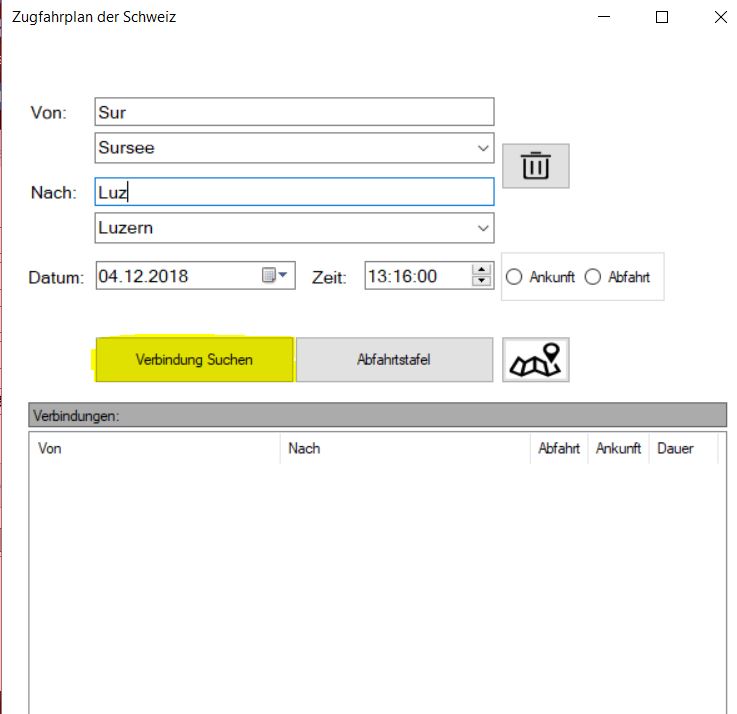 Zugfahrplan der Schweiz
Von: Sur
Sursee
Nach: Luz
Luzern
Datum: 04.12.2018 Zeit: 13:16:00 Ankunft Abfahrt
Verbindung Suchen Abfahrtstafel
Verbindungen:
Von Nach Abfahrt Ankunft Dauer